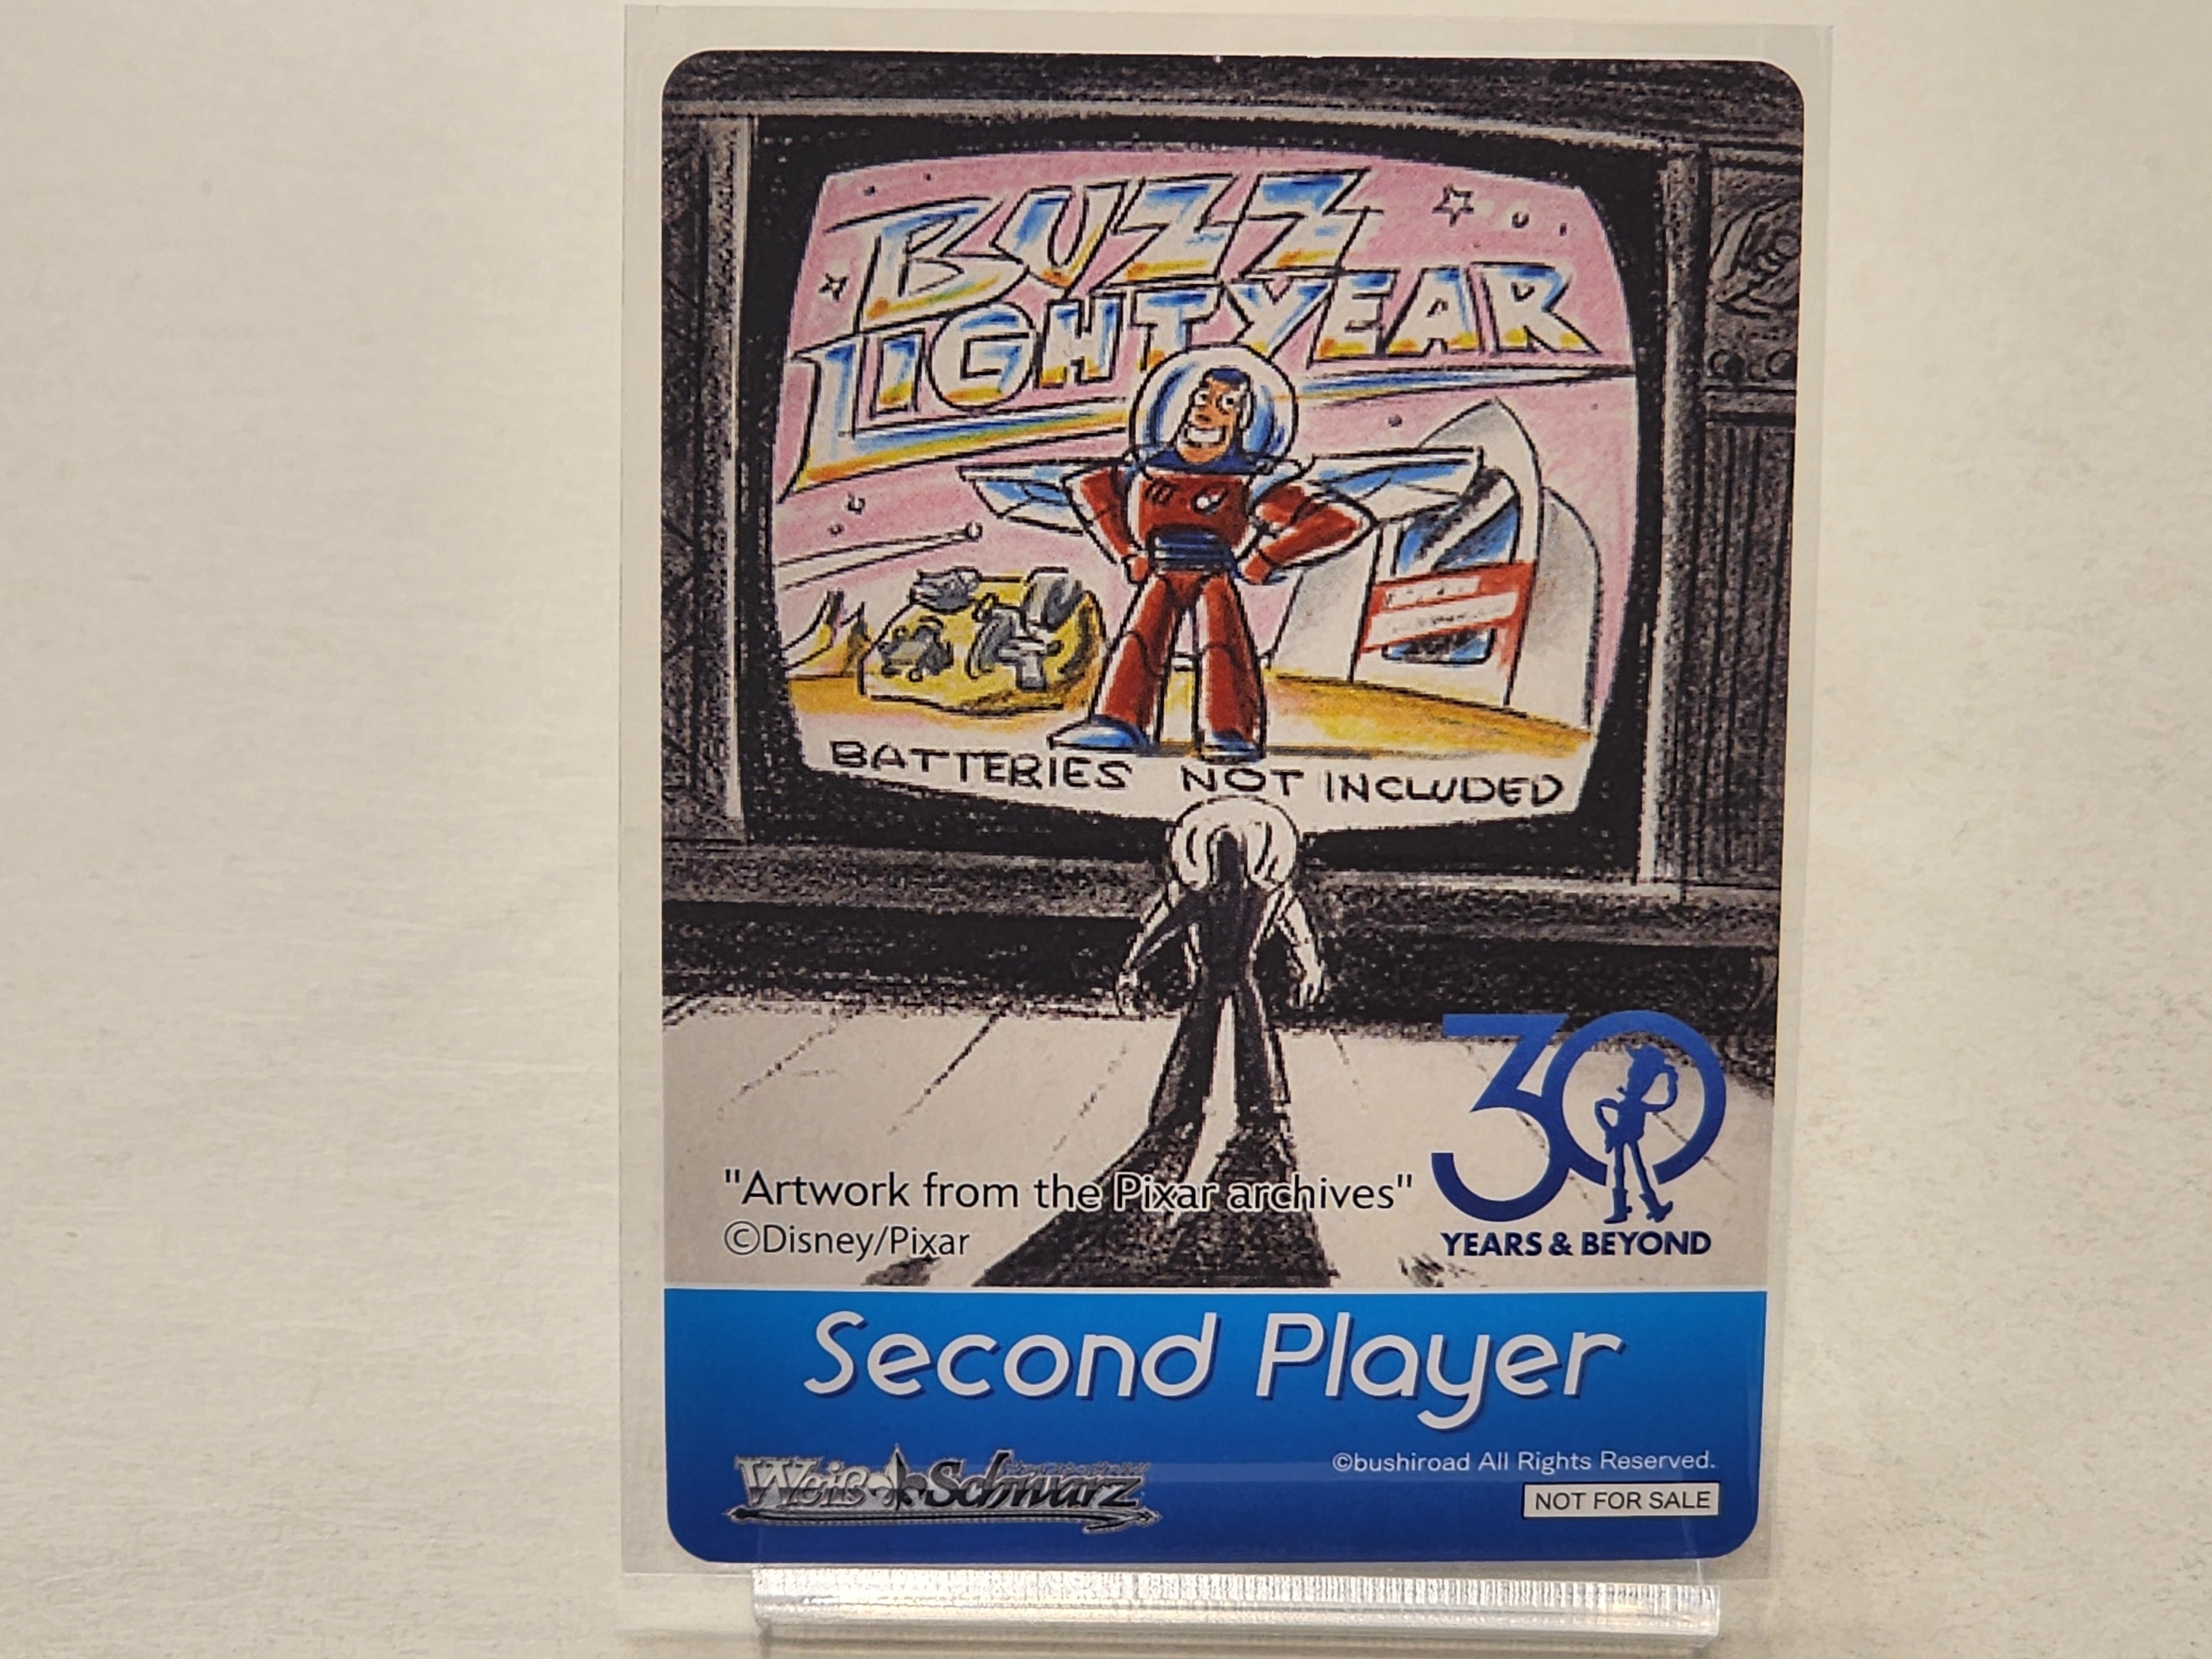 BUZZ
LIGHTYEAR
BATTERIES NOT INCLUDED
30
YEARS & BEYOND
"Artwork from the Pixar archives"
©Disney/Pixar
Second Player
Weiß Schwarz
©bushiroad All Rights Reserved.
NOT FOR SALE